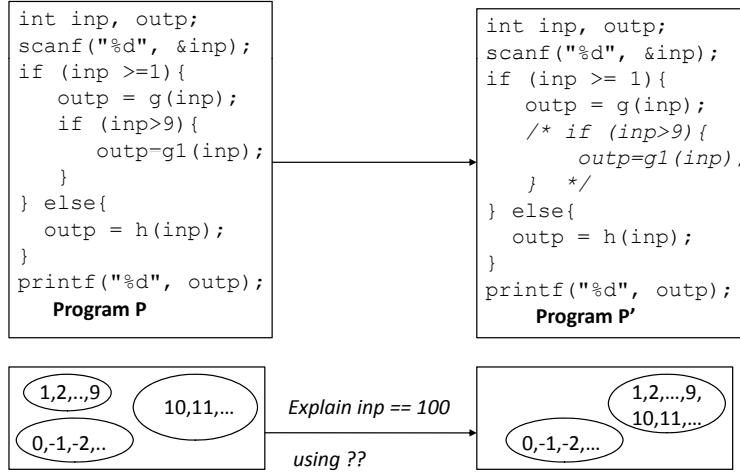 int inp, outp;
scanf("%d", &inp);
if (inp >=1){
outp = g(inp);
if (inp>9){
outp=g1(inp);
}
} else{
outp = h(inp);
}
printf("%d", outp);
Program P
int inp, outp;
scanf("%d", &inp);
if (inp >= 1){
outp = g(inp);
/* if (inp>9){
outp=g1(inp)
} */
} else{
outp = h(inp);
}
printf("%d", outp);
Program P’
1,2,..,9
10,11,…
0,-1,-2,..
Explain inp == 100
using ??
1,2,…,9,
10,11,…
0,-1,-2,…